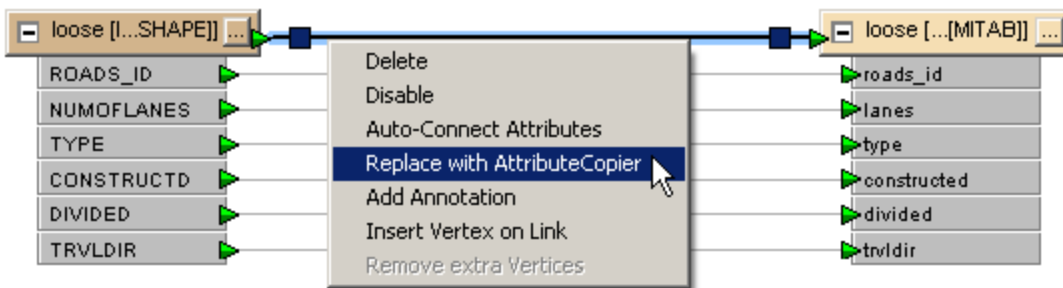 loose [l...SHAPE]] ...
loose [...[MITAB]] ...
ROADS_ID
NUMOFLANES
TYPE
CONSTRUCTD
DIVIDED
TRVLDIR
Delete
Disable
Auto-Connect Attributes
Replace with AttributeCopier
Add Annotation
Insert Vertex on Link
Remove extra Vertices
roads_id
lanes
type
constructed
divided
trvldir